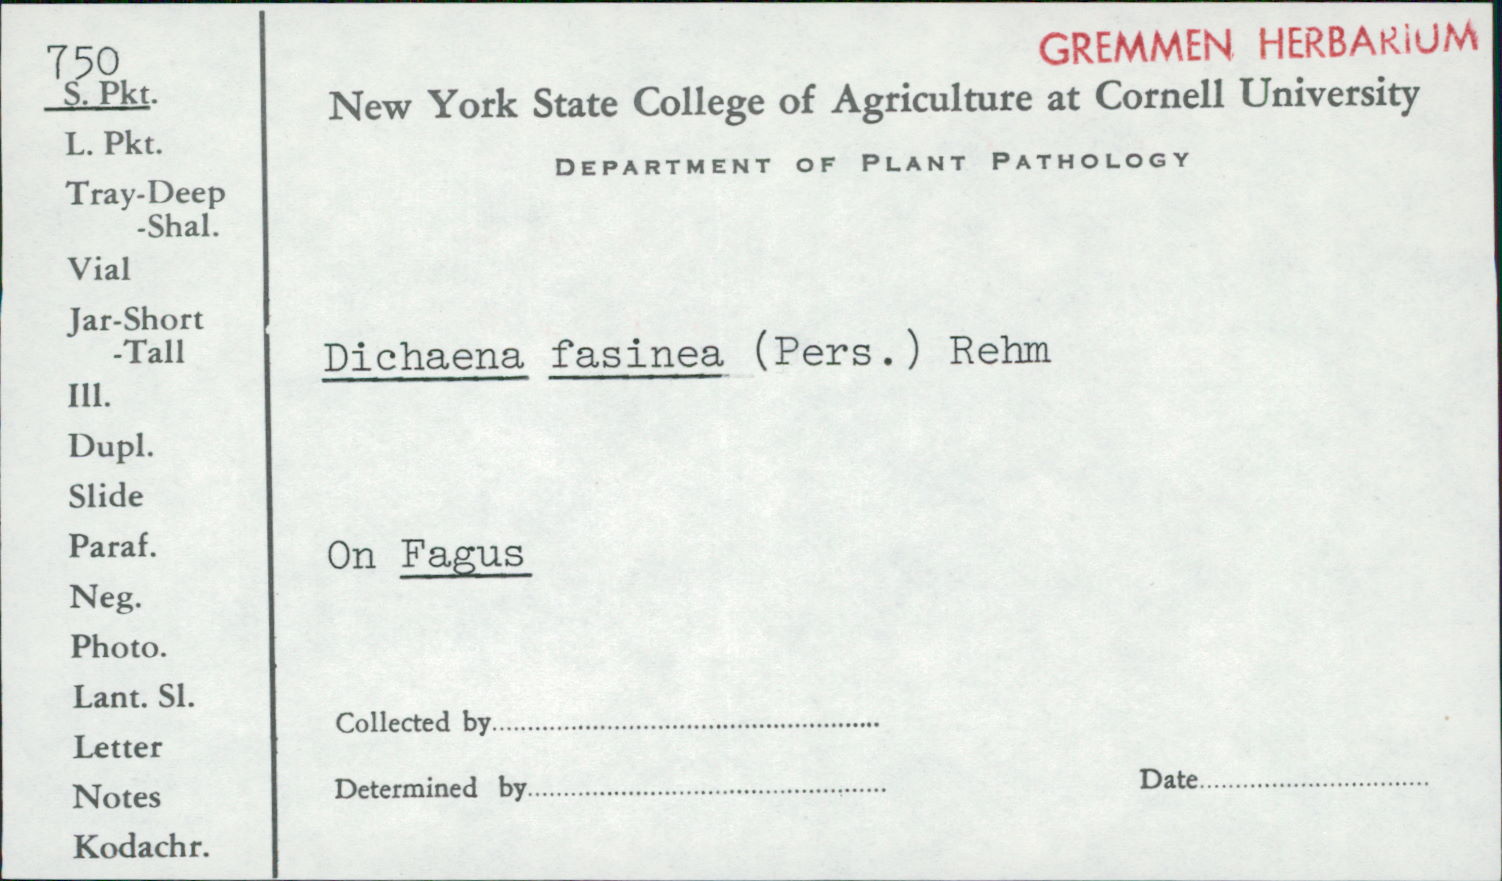 750
S. Pkt.
L. Pkt.
Tray-Deep
-Shal.
Vial
Jar-Short
-Tall
Ill.
Dupl.
Slide
Paraf.
Neg.
Photo.
Lant. Sl.
Letter
Notes
Kodachr.
GREMMEN HERBARiUM
New York State College of Agriculture at Cornell University
DEPARTMENT OF PLANT PATHOLOGY
Dichaena fasinea (Pers.) Rehm
On Fagus
Collected by
Determined by
Date